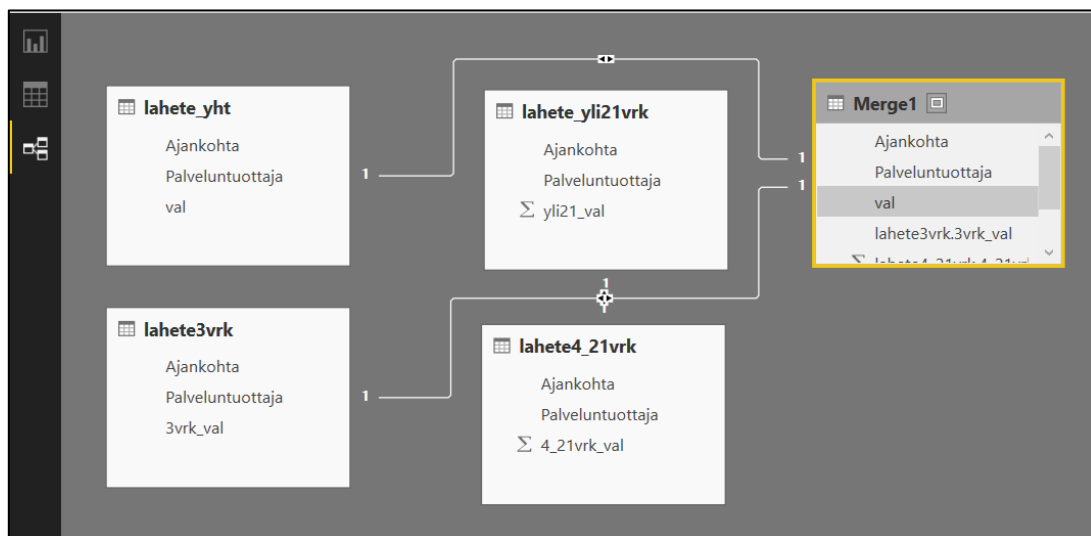 lahete_yht
Ajankohta
Palveluntuottaja
val
1
lahete_yli21vrk
Ajankohta
Palveluntuottaja
Σ yli21_val
1
1
Merge1
Ajankohta
Palveluntuottaja
val
lahete3vrk.3vrk_val
1
1
lahete3vrk
Ajankohta
Palveluntuottaja
3vrk_val
1
lahete4_21vrk
Ajankohta
Palveluntuottaja
Σ 4_21vrk_val